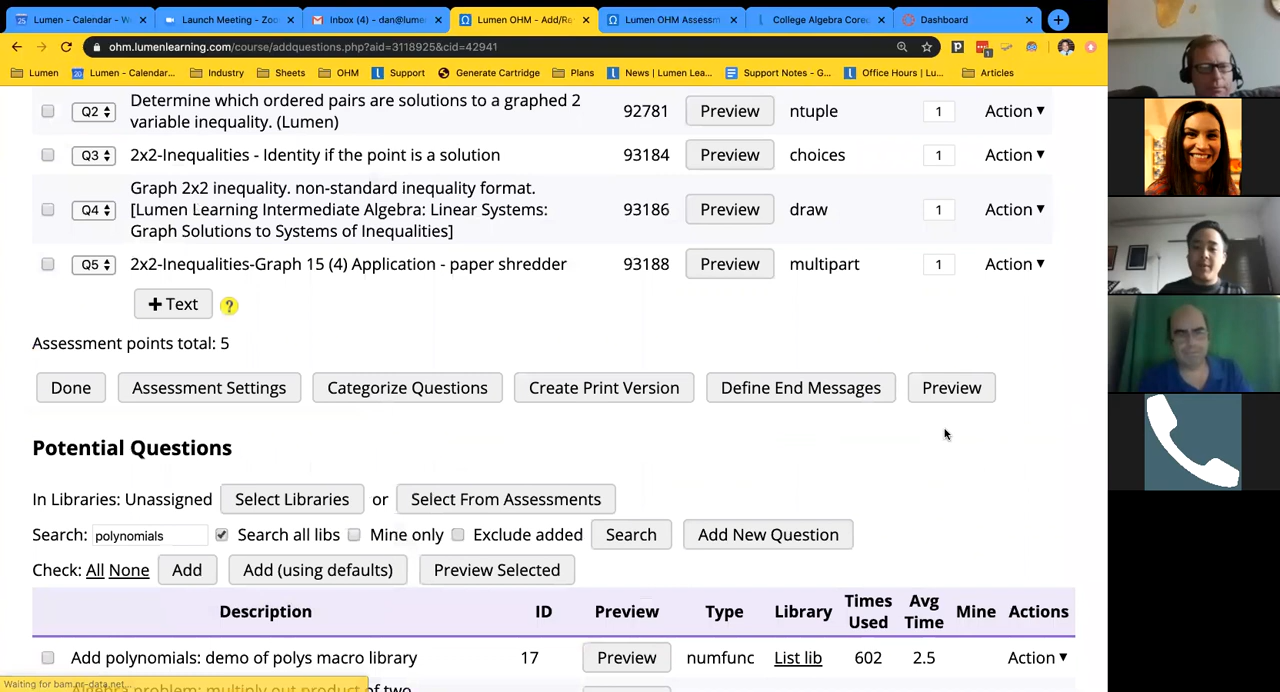 Lumen - Calendar - W
Launch Meeting - Zoo
Inbox (4) - dan@lume
Lumen OHM - Add/Re
Lumen OHM Assessm
College Algebra Core
Dashboard
ohm.lumenlearning.com/course/addquestions.php?aid=3118925&cid=42941
Lumen
Lumen - Calendar...
Industry
Sheets
OHM
Support
Generate Cartridge
Plans
News | Lumen Lea...
Support Notes - G...
Office Hours | Lu...
Articles
Q2 Determine which ordered pairs are solutions to a graphed 2 variable inequality. (Lumen) 92781 Preview ntuple 1 Action
Q3 2x2-Inequalities - Identity if the point is a solution 93184 Preview choices 1 Action
Q4 Graph 2x2 inequality. non-standard inequality format.
[Lumen Learning Intermediate Algebra: Linear Systems: 93186 Preview draw 1 Action
Graph Solutions to Systems of Inequalities]
Q5 2x2-Inequalities-Graph 15 (4) Application - paper shredder 93188 Preview multipart 1 Action
+ Text ?
Assessment points total: 5
Done Assessment Settings Categorize Questions Create Print Version Define End Messages Preview
Potential Questions
In Libraries: Unassigned Select Libraries or Select From Assessments
Search: polynomials Search all libs Mine only Exclude added Search Add New Question
Check: All None Add Add (using defaults) Preview Selected
Description ID Preview Type Library Times Used Avg Time Mine Actions
Add polynomials: demo of polys macro library 17 Preview numfunc List lib 602 2.5 Action
Algebra problem: multiply out product of two